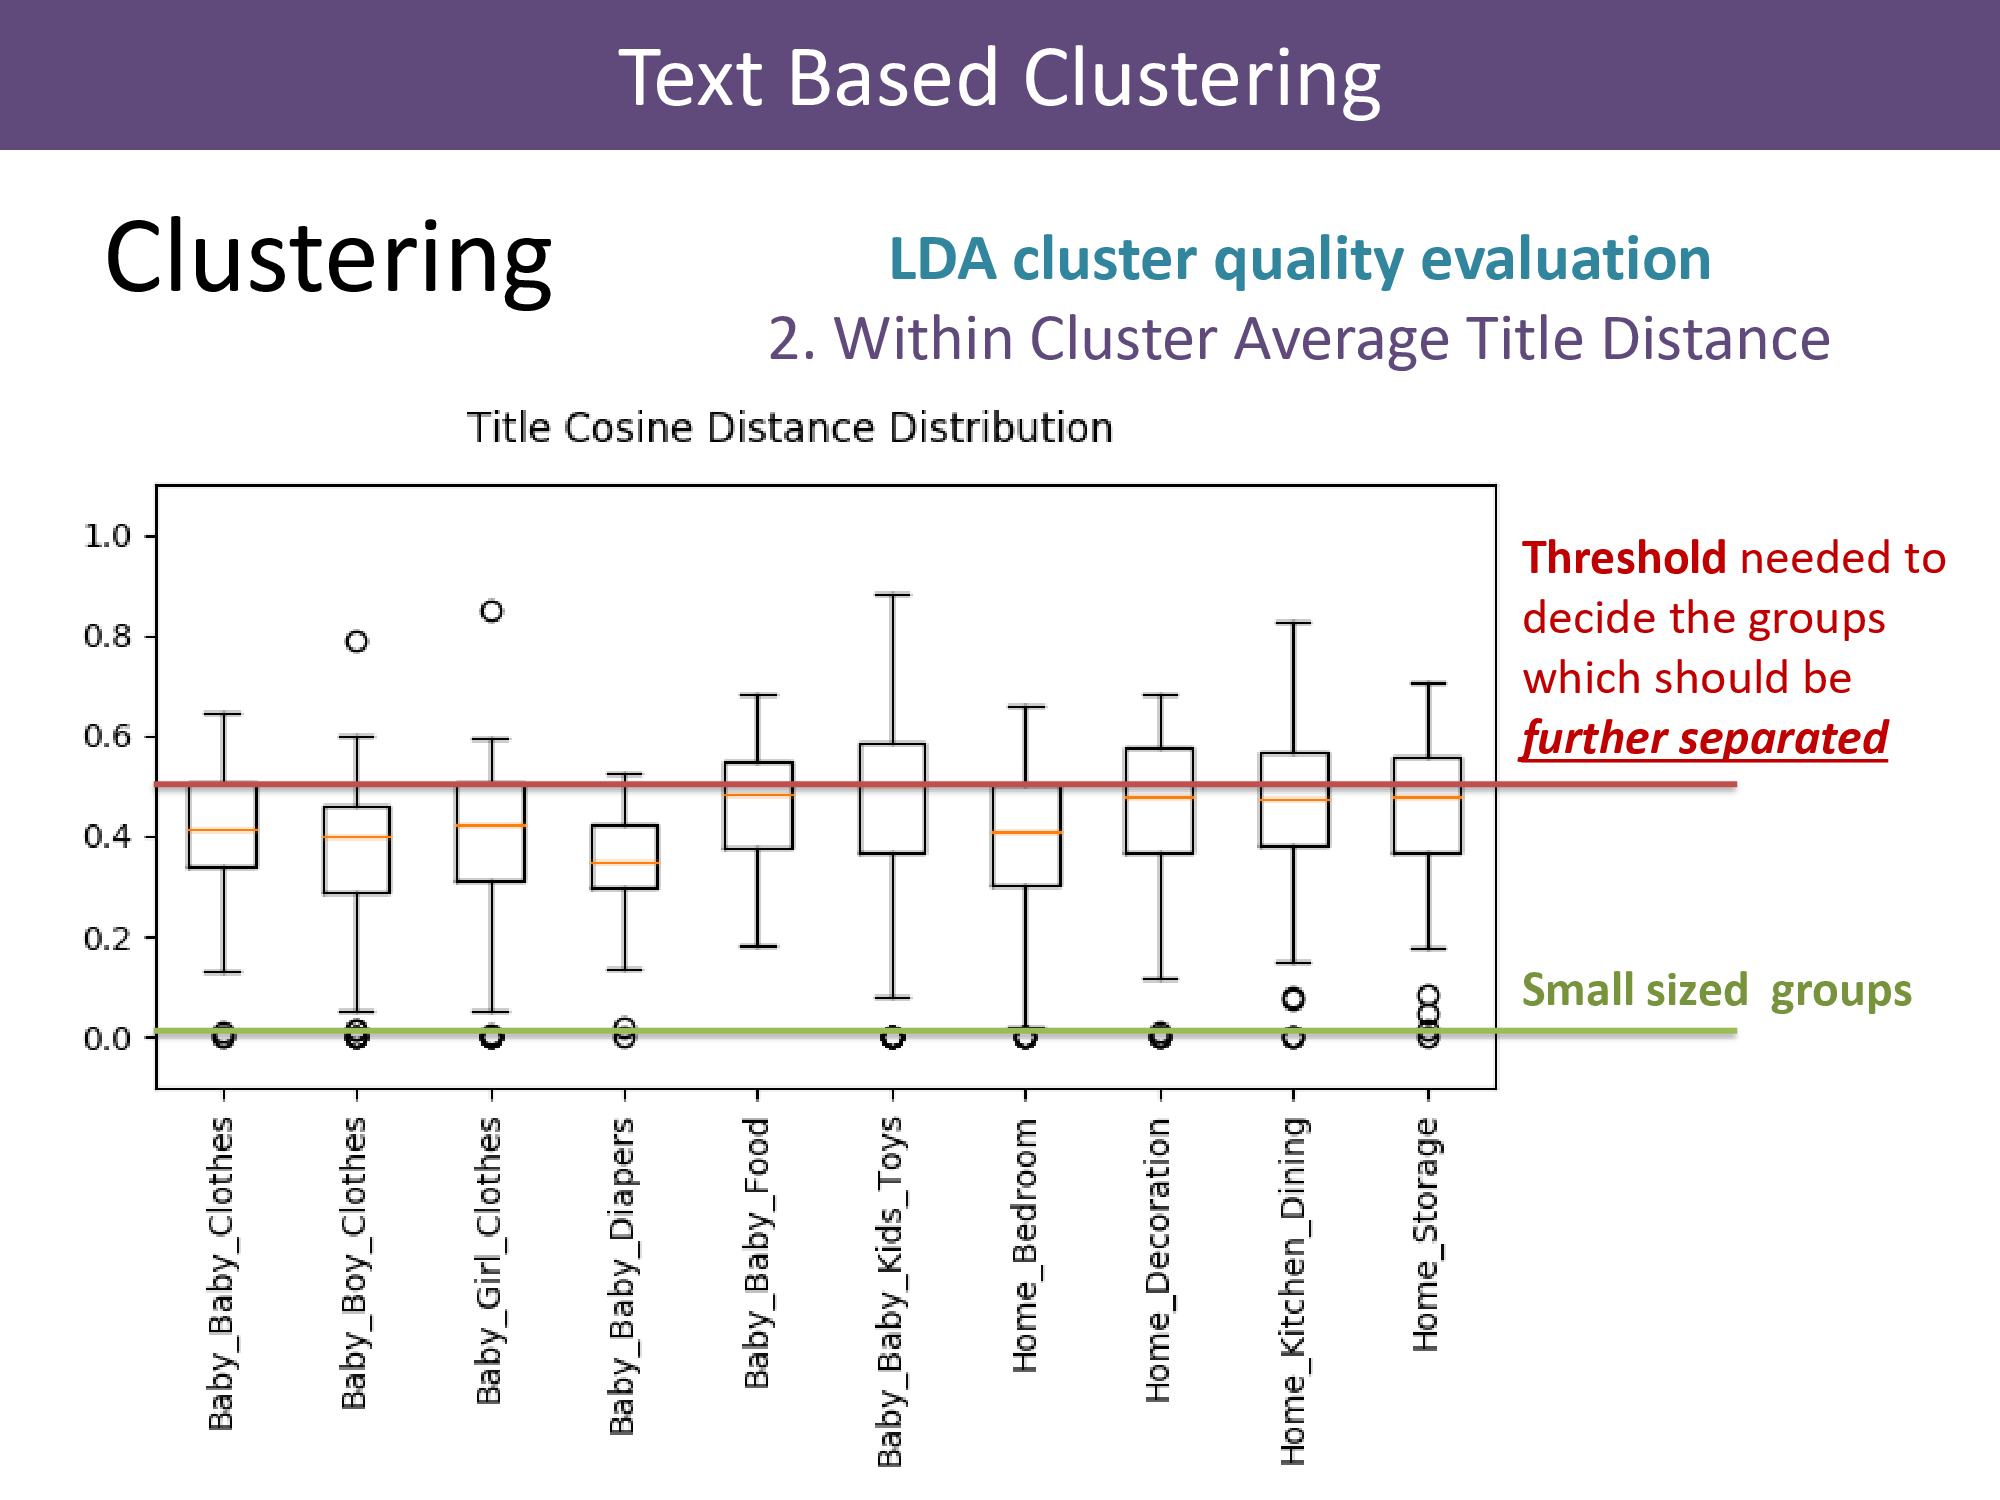 Text Based Clustering
Clustering
LDA cluster quality evaluation
2. Within Cluster Average Title Distance
Title Cosine Distance Distribution
1.0
0.8
0.6
0.4
0.2
0.0
Threshold needed to
decide the groups
which should be
further separated
Small sized groups
Baby_Baby_Clothes
Baby_Boy_Clothes
Baby_Girl_Clothes
Baby_Baby_Diapers
Baby_Baby_Food
Baby_Baby_Kids_Toys
Home_Bedroom
Home_Decoration
Home_Kitchen_Dining
Home_Storage